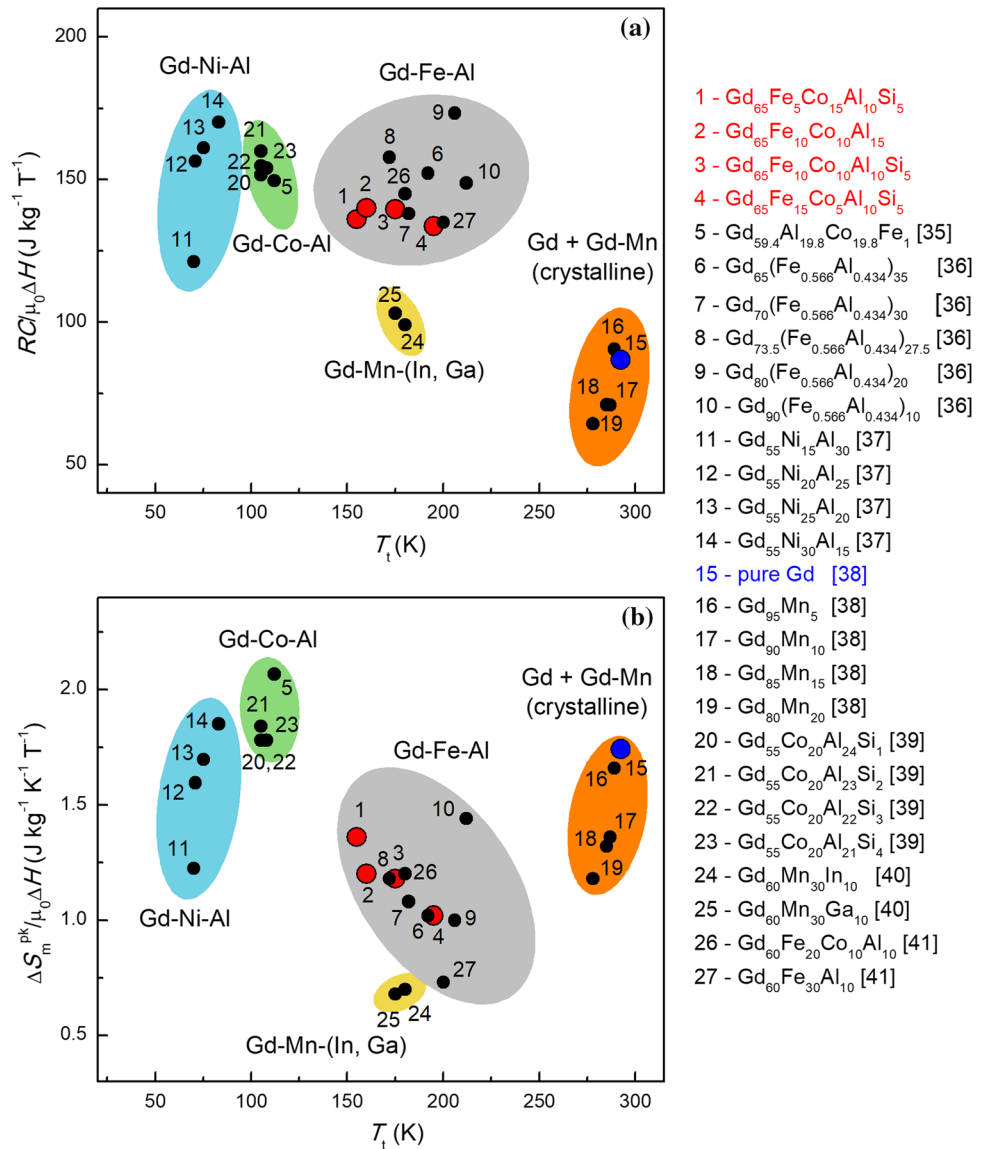 (a)
200
150
100
50
RC/μ₀ΔH (J kg⁻¹ T⁻¹)
Gd-Ni-Al
14
13
12
11
21
23
22
20
5
Gd-Co-Al
Gd-Fe-Al
9
8
6
26
10
1
2
3
7
4
27
25
24
Gd-Mn-(In, Ga)
Gd + Gd-Mn
(crystalline)
16
15
18
17
19
50 100 150 200 250 300
Tₜ (K)
(b)
2.0
1.5
1.0
0.5
ΔSₘᵖᵏ/μ₀ΔH (J kg⁻¹ K⁻¹ T⁻¹)
Gd-Co-Al
5
21
23
20,22
14
13
12
11
Gd-Ni-Al
Gd-Fe-Al
1
10
3
8
26
2
7
6
4
9
27
25
24
Gd-Mn-(In, Ga)
Gd + Gd-Mn
(crystalline)
16
15
18
17
19
50 100 150 200 250 300
Tₜ (K)
1 - Gd₆₅Fe₅Co₁₅Al₁₀Si₅
2 - Gd₆₅Fe₁₀Co₁₀Al₁₅
3 - Gd₆₅Fe₁₀Co₁₀Al₁₀Si₅
4 - Gd₆₅Fe₁₅Co₅Al₁₀Si₅
5 - Gd₅₉.₄Al₁₉.₈Co₁₉.₈Fe₁ [35]
6 - Gd₆₅(Fe₀.₅₆₆Al₀.₄₃₄)₃₅ [36]
7 - Gd₇₀(Fe₀.₅₆₆Al₀.₄₃₄)₃₀ [36]
8 - Gd₇₃.₅(Fe₀.₅₆₆Al₀.₄₃₄)₂₇.₅ [36]
9 - Gd₈₀(Fe₀.₅₆₆Al₀.₄₃₄)₂₀ [36]
10 - Gd₉₀(Fe₀.₅₆₆Al₀.₄₃₄)₁₀ [36]
11 - Gd₅₅Ni₁₅Al₃₀ [37]
12 - Gd₅₅Ni₂₀Al₂₅ [37]
13 - Gd₅₅Ni₂₅Al₂₀ [37]
14 - Gd₅₅Ni₃₀Al₁₅ [37]
15 - pure Gd [38]
16 - Gd₉₅Mn₅ [38]
17 - Gd₉₀Mn₁₀ [38]
18 - Gd₈₅Mn₁₅ [38]
19 - Gd₈₀Mn₂₀ [38]
20 - Gd₅₅Co₂₀Al₂₄Si₁ [39]
21 - Gd₅₅Co₂₀Al₂₃Si₂ [39]
22 - Gd₅₅Co₂₀Al₂₂Si₃ [39]
23 - Gd₅₅Co₂₀Al₂₁Si₄ [39]
24 - Gd₆₀Mn₃₀In₁₀ [40]
25 - Gd₆₀Mn₃₀Ga₁₀ [40]
26 - Gd₆₀Fe₂₀Co₁₀Al₁₀ [41]
27 - Gd₆₀Fe₃₀Al₁₀ [41]